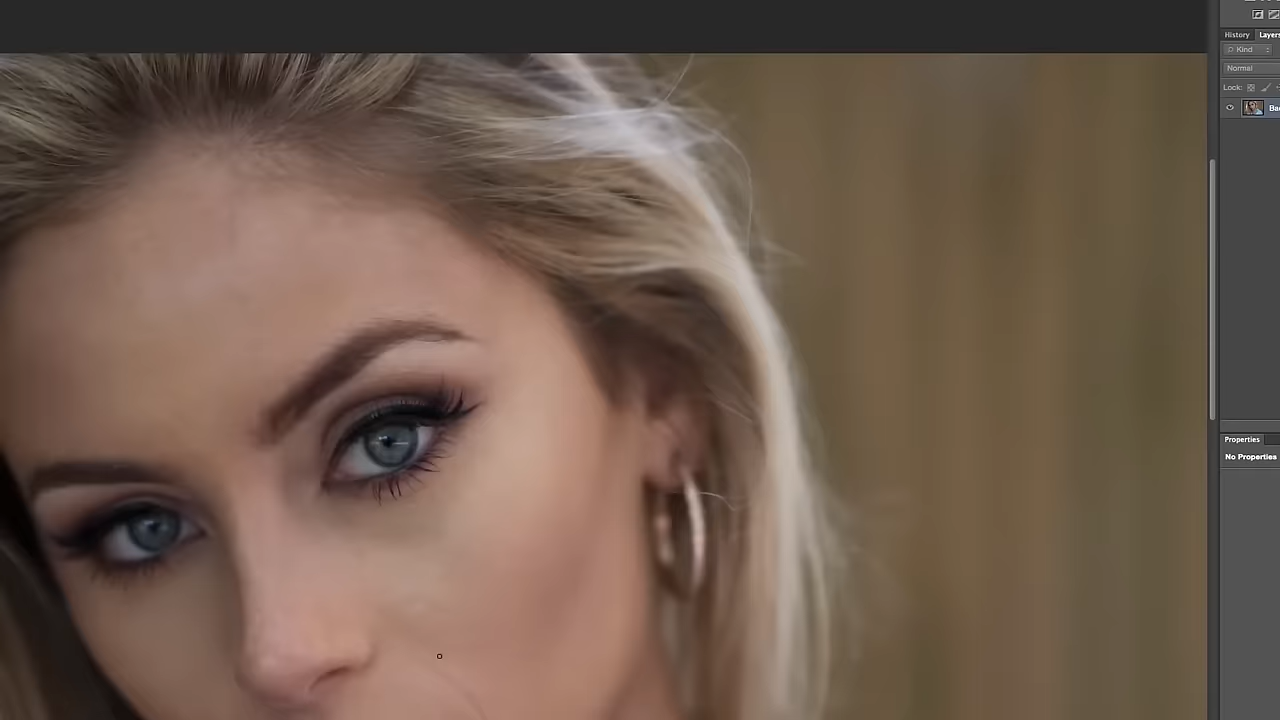 History Layers
Kind
Normal
Lock:
Properties
No Properties